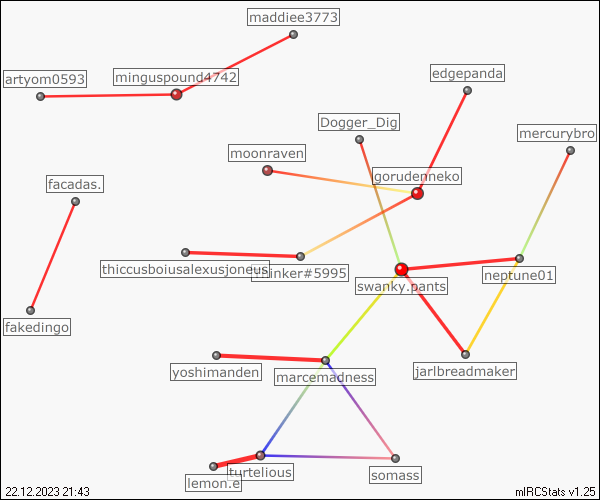 maddiee3773
artyom0593
minguspound4742
edgepanda
Dogger_Dig
mercurybro
moonraven
gorudenneko
facadas.
thiccusboiusalexusjoneus
thinker#5995
neptune01
swanky.pants
fakedingo
yoshimanden
marcemadness
jarlbreadmaker
turtelious
somass
lemon.e
22.12.2023 21:43
mIRCStats v1.25